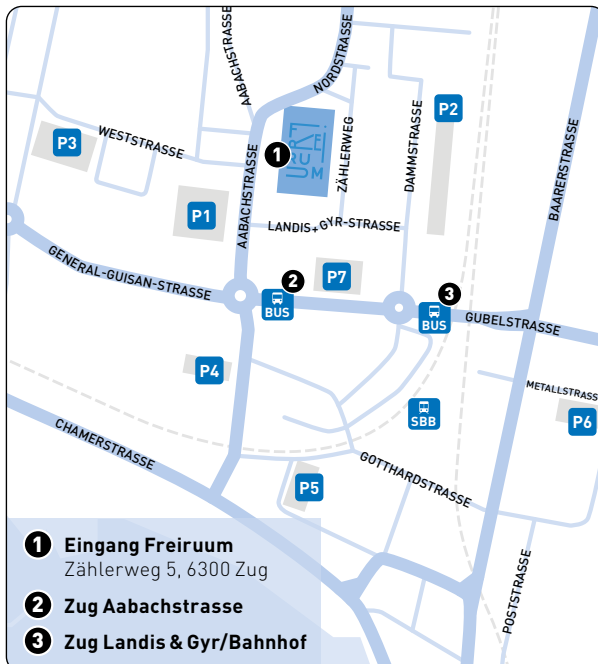 AABACHSTRASSE
NORDSTRASSE
P2
P3
WESTSTRASSE
1
FREIRUUM
ZÄHLERWEG
DAMMSTRASSE
BAARERSTRASSE
P1
AABACHSTRASSE
LANDIS+GYR-STRASSE
GENERAL-GUISAN-STRASSE
2
P7
3
BUS
BUS
GUBELSTRASSE
P4
METALLSTRASS
SBB
P6
CHAMERSTRASSE
GOTTHARDSTRASSE
P5
POSTSTRASSE
1 Eingang Freiruum
Zählerweg 5, 6300 Zug
2 Zug Aabachstrasse
3 Zug Landis & Gyr/Bahnhof